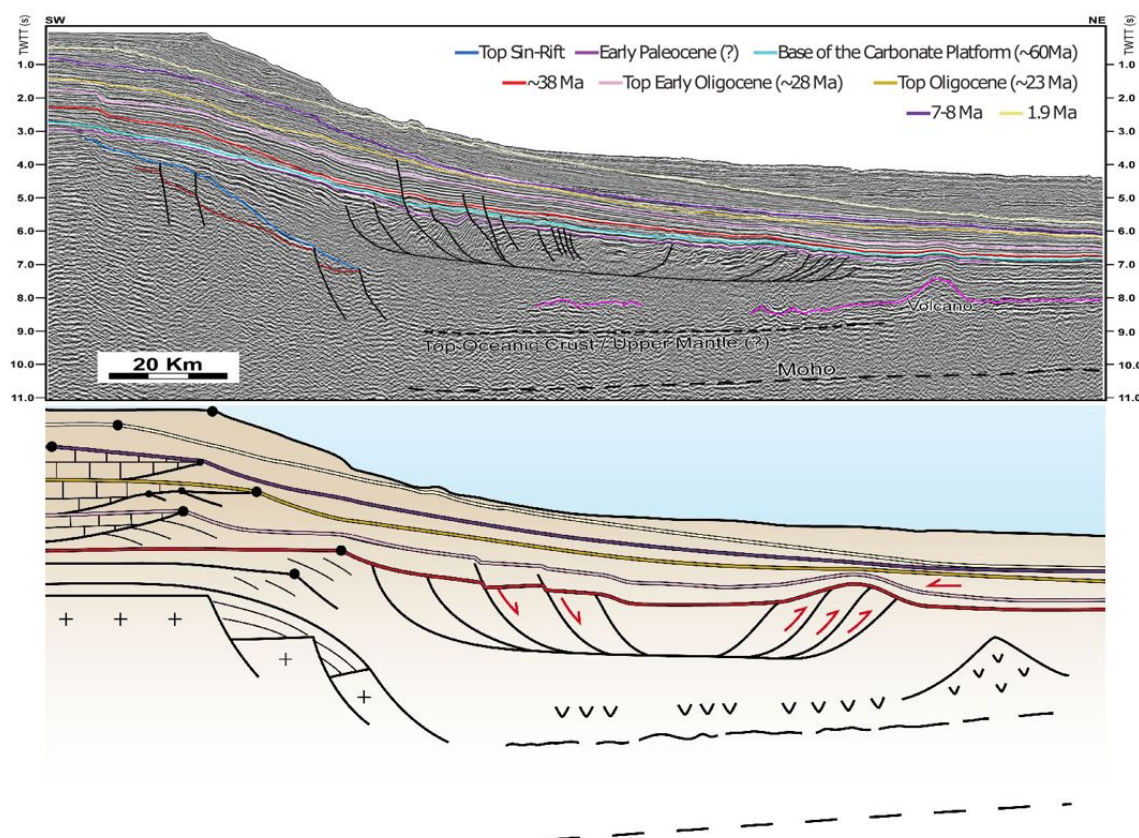 SW
NE
TWTT (s)
TWTT (s)
Top Sin-Rift Early Paleocene (?) Base of the Carbonate Platform (~60Ma)
~38 Ma Top Early Oligocene (~28 Ma) Top Oligocene (~23 Ma)
7-8 Ma 1.9 Ma
1.0 1.0
2.0 2.0
3.0 3.0
4.0 4.0
5.0 5.0
6.0 6.0
7.0 7.0
8.0 8.0
Volcano
9.0 9.0
Top Oceanic Crust / Upper Mantle (?)
20 Km
Moho
10.0 10.0
11.0 11.0